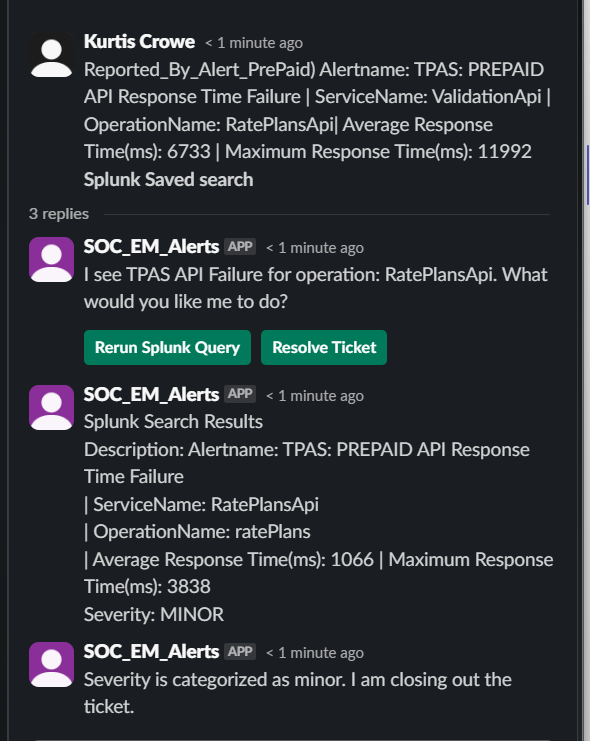 Kurtis Crowe < 1 minute ago
Reported_By_Alert_PrePaid) Alertname: TPAS: PREPAID
API Response Time Failure | ServiceName: ValidationApi |
OperationName: RatePlansApi| Average Response
Time(ms): 6733 | Maximum Response Time(ms): 11992
Splunk Saved search
3 replies
SOC_EM_Alerts APP < 1 minute ago
I see TPAS API Failure for operation: RatePlansApi. What
would you like me to do?
Rerun Splunk Query Resolve Ticket
SOC_EM_Alerts APP < 1 minute ago
Splunk Search Results
Description: Alertname: TPAS: PREPAID API Response
Time Failure
| ServiceName: RatePlansApi
| OperationName: ratePlans
| Average Response Time(ms): 1066 | Maximum Response
Time(ms): 3838
Severity: MINOR
SOC_EM_Alerts APP < 1 minute ago
Severity is categorized as minor. I am closing out the
ticket.